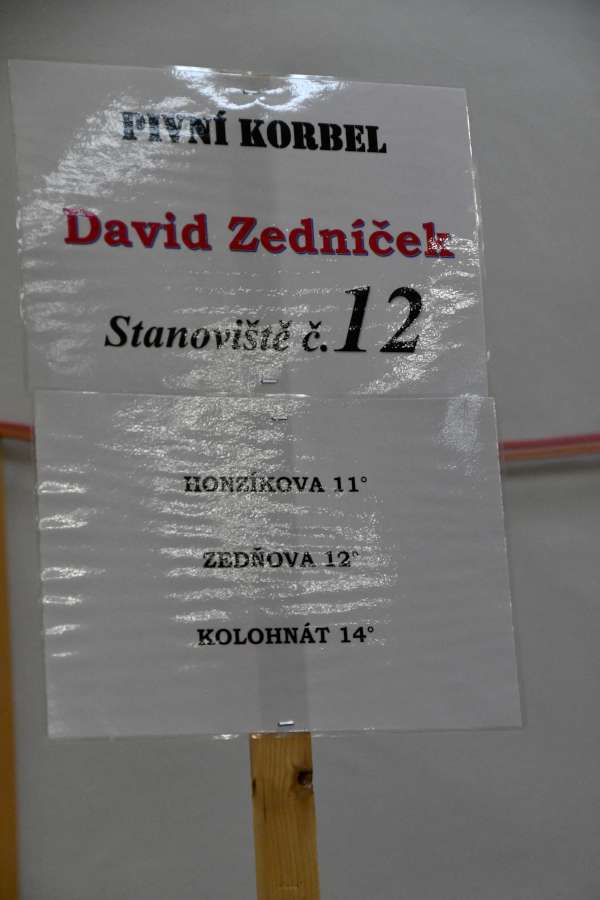 PIVNÍ KORBEL
David Zedníček
Stanoviště č.12
HONZÍKOVA 11°
ZEDŇOVA 12°
KOLOHNÁT 14°